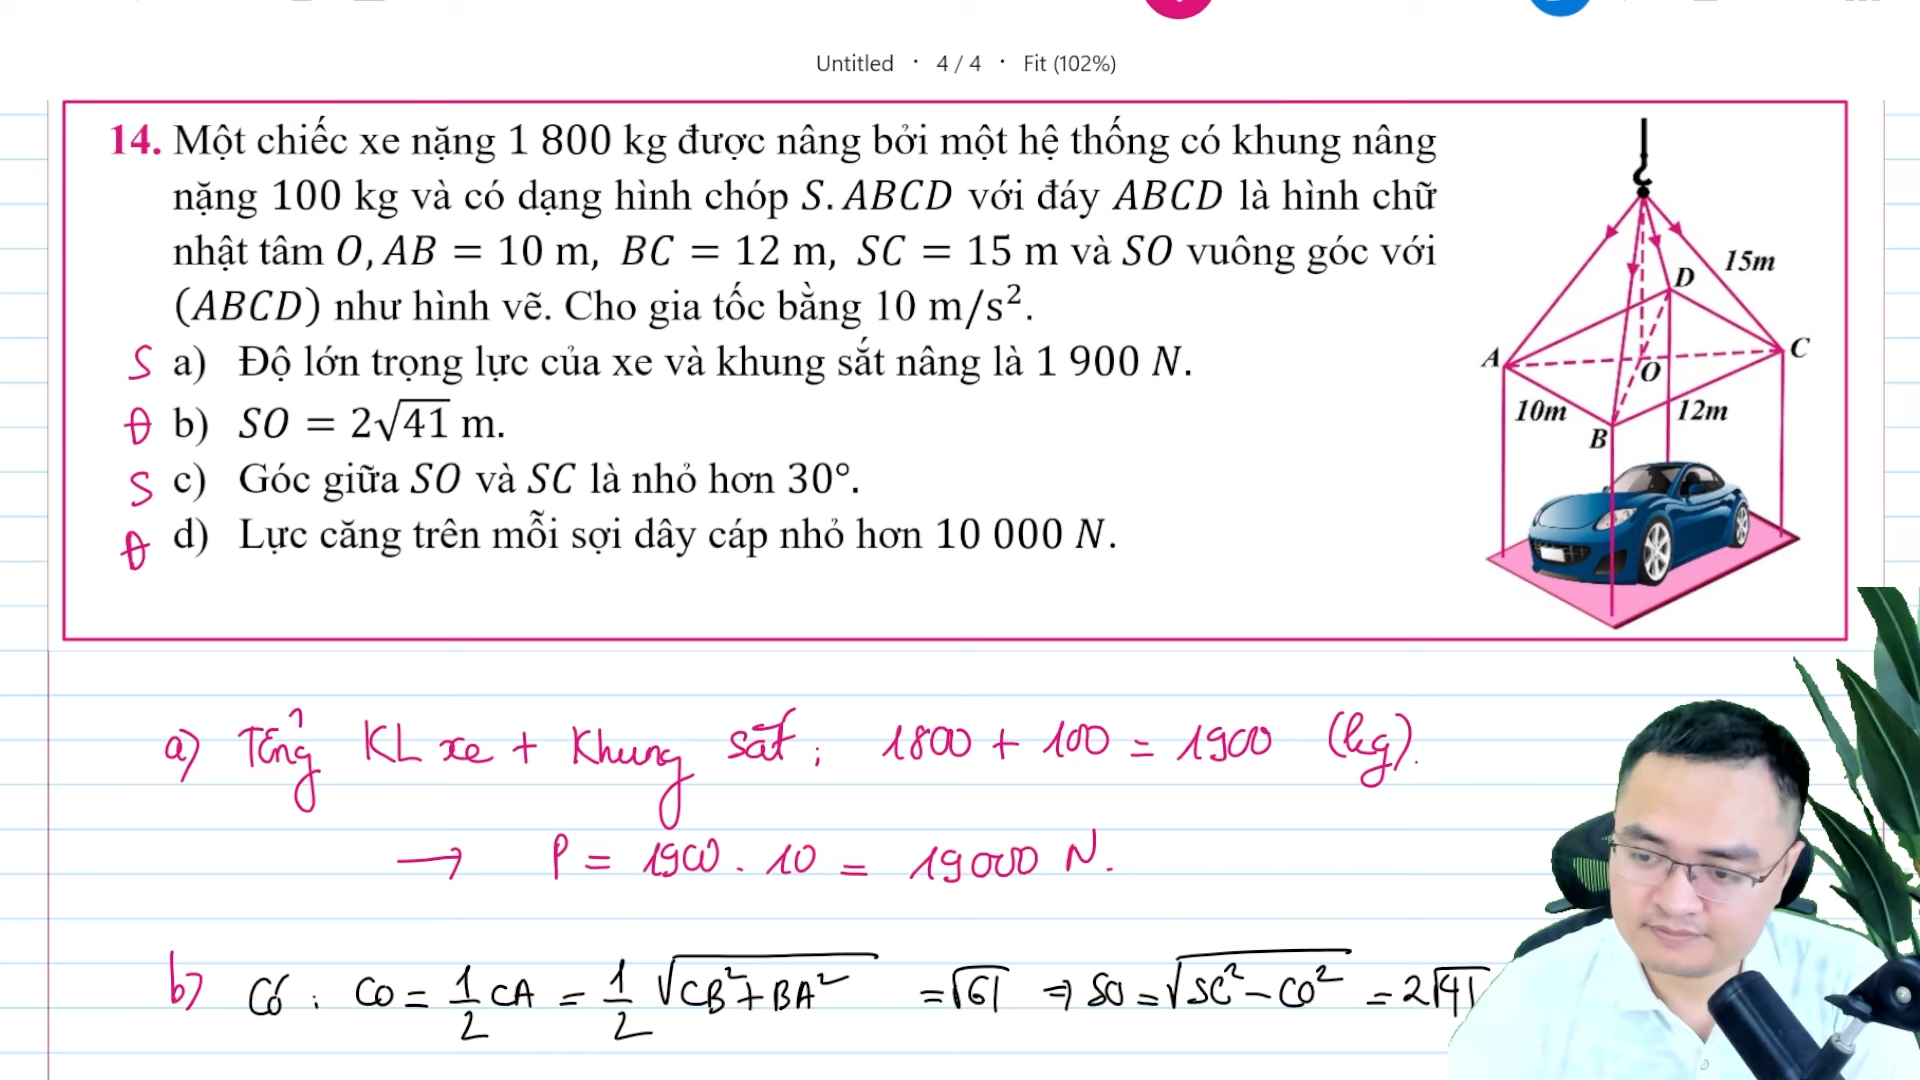 Untitled · 4 / 4 · Fit (102%)
14. Một chiếc xe nặng 1 800 kg được nâng bởi một hệ thống có khung nâng
nặng 100 kg và có dạng hình chóp S.ABCD với đáy ABCD là hình chữ
nhật tâm O, AB = 10 m, BC = 12 m, SC = 15 m và SO vuông góc với
(ABCD) như hình vẽ. Cho gia tốc bằng 10 m/s².
S a) Độ lớn trọng lực của xe và khung sắt nâng là 1 900 N.
Đ b) SO = 2√41 m.
S c) Góc giữa SO và SC là nhỏ hơn 30°.
Đ d) Lực căng trên mỗi sợi dây cáp nhỏ hơn 10 000 N.
15m
D
A
O
C
10m
12m
B
a) Tổng KL xe + Khung sắt : 1800 + 100 = 1900 (kg).
→ P = 1900 . 10 = 19000 N.
b) Có : CO = 1/2 CA = 1/2 √(CB² + BA²) = √61 ⇒ SO = √(SC² − CO²) = 2√41